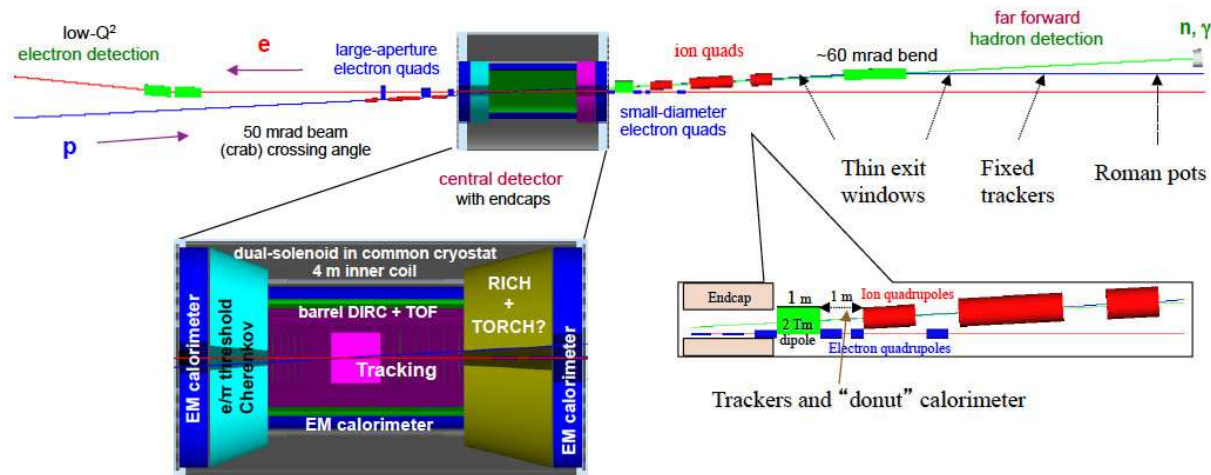 low-Q²
electron detection
e
p
50 mrad beam
(crab) crossing angle
large-aperture
electron quads
central detector
with endcaps
ion quads
small-diameter
electron quads
~60 mrad bend
far forward
hadron detection
n, γ
Thin exit
windows
Fixed
trackers
Roman pots
dual-solenoid in common cryostat
4 m inner coil
barrel DIRC + TOF
Tracking
EM calorimeter
EM calorimeter
e/π threshold
Cherenkov
RICH
+
TORCH?
EM calorimeter
Endcap
1 m
1 m
Ion quadrupoles
2 Tm
dipole
Electron quadrupoles
Trackers and “donut” calorimeter